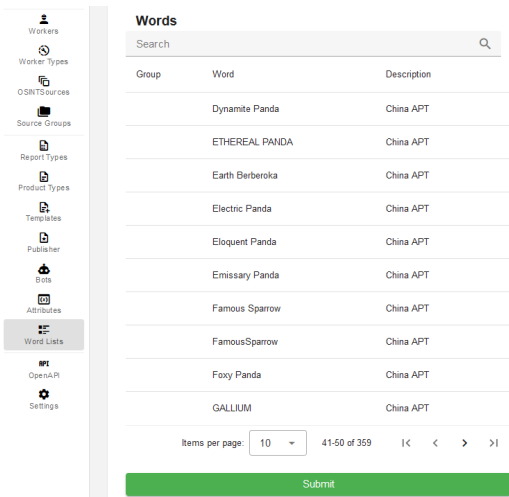 Workers
Worker Types
OSINTSources
Source Groups
Report Types
Product Types
Templates
Publisher
Bots
Attributes
Word Lists
API
OpenAPI
Settings
Words
Search
Group Word Description
Dynamite Panda China APT
ETHEREAL PANDA China APT
Earth Berberoka China APT
Electric Panda China APT
Eloquent Panda China APT
Emissary Panda China APT
Famous Sparrow China APT
FamousSparrow China APT
Foxy Panda China APT
GALLIUM China APT
Items per page: 10 41-50 of 359
Submit